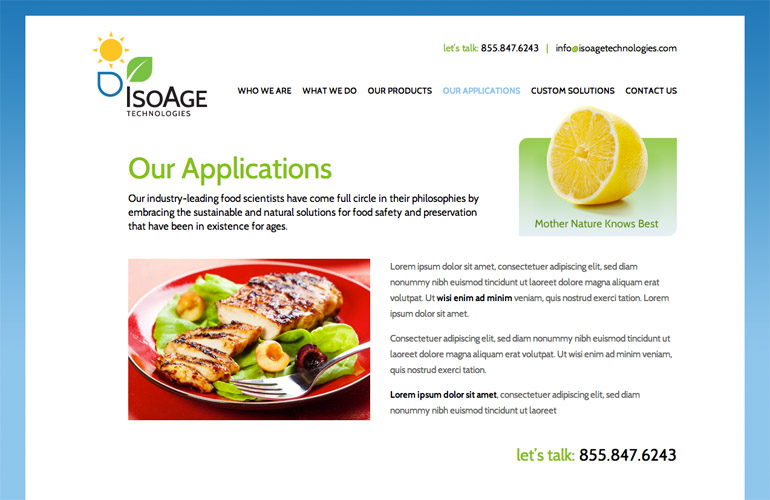 let's talk: 855.847.6243 | info@isoagetechnologies.com
IsoAge
TECHNOLOGIES
WHO WE ARE WHAT WE DO OUR PRODUCTS OUR APPLICATIONS CUSTOM SOLUTIONS CONTACT US
Our Applications
Our industry-leading food scientists have come full circle in their philosophies by
embracing the sustainable and natural solutions for food safety and preservation
that have been in existence for ages.
Mother Nature Knows Best
Lorem ipsum dolor sit amet, consectetuer adipiscing elit, sed diam
nonummy nibh euismod tincidunt ut laoreet dolore magna aliquam erat
volutpat. Ut wisi enim ad minim veniam, quis nostrud exerci tation. Lorem
ipsum dolor sit amet.
Consectetuer adipiscing elit, sed diam nonummy nibh euismod tincidunt ut
laoreet dolore magna aliquam erat volutpat. Ut wisi enim ad minim veniam,
quis nostrud exerci tation.
Lorem ipsum dolor sit amet, consectetuer adipiscing elit, sed diam
nonummy nibh euismod tincidunt ut laoreet
let's talk: 855.847.6243